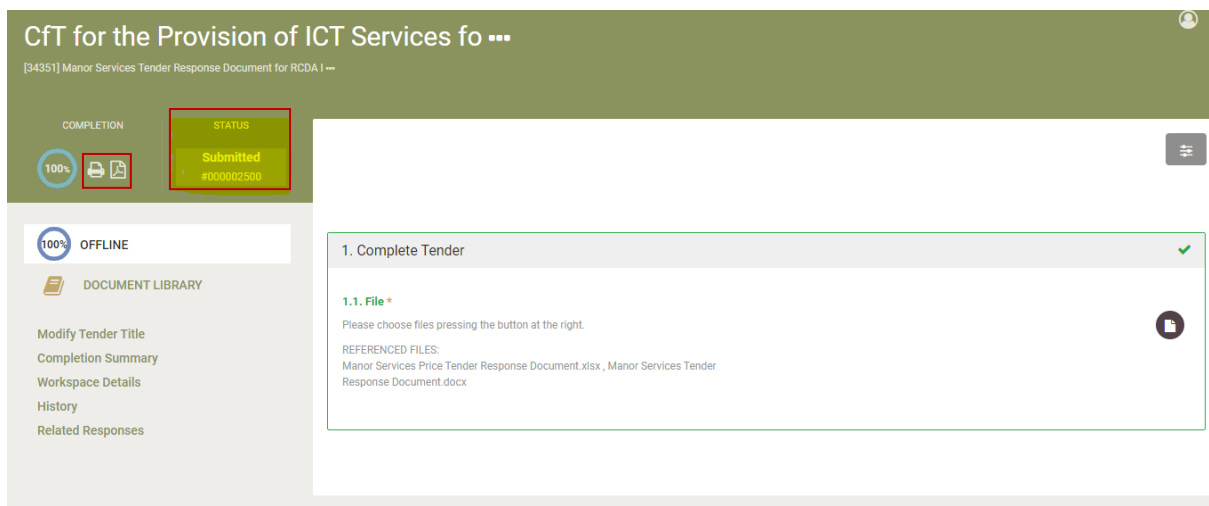 CfT for the Provision of ICT Services fo •••
[34351] Manor Services Tender Response Document for RCDA I •••
COMPLETION
STATUS
100%
Submitted
#000002500
100% OFFLINE
DOCUMENT LIBRARY
Modify Tender Title
Completion Summary
Workspace Details
History
Related Responses
1. Complete Tender
1.1. File *
Please choose files pressing the button at the right.
REFERENCED FILES:
Manor Services Price Tender Response Document.xlsx , Manor Services Tender
Response Document.docx